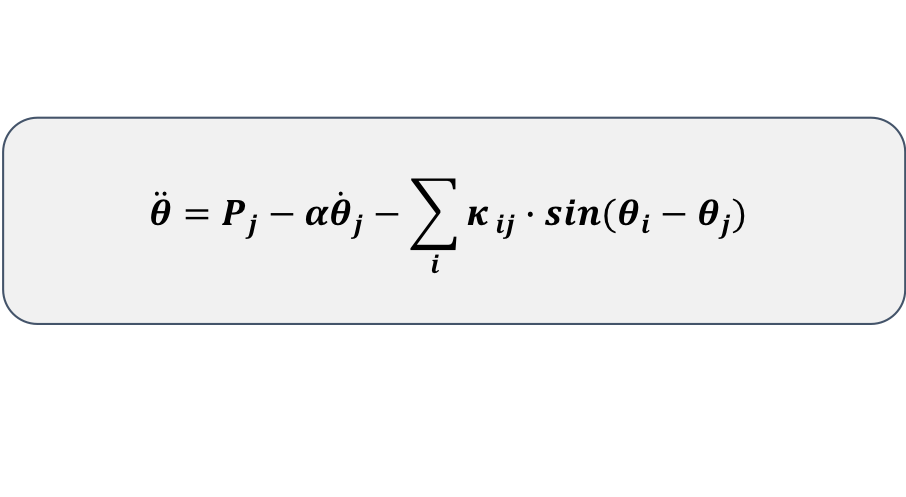 θ̈ = P_j − αθ̇_j − ∑_i κ_ij · sin(θ_i − θ_j)